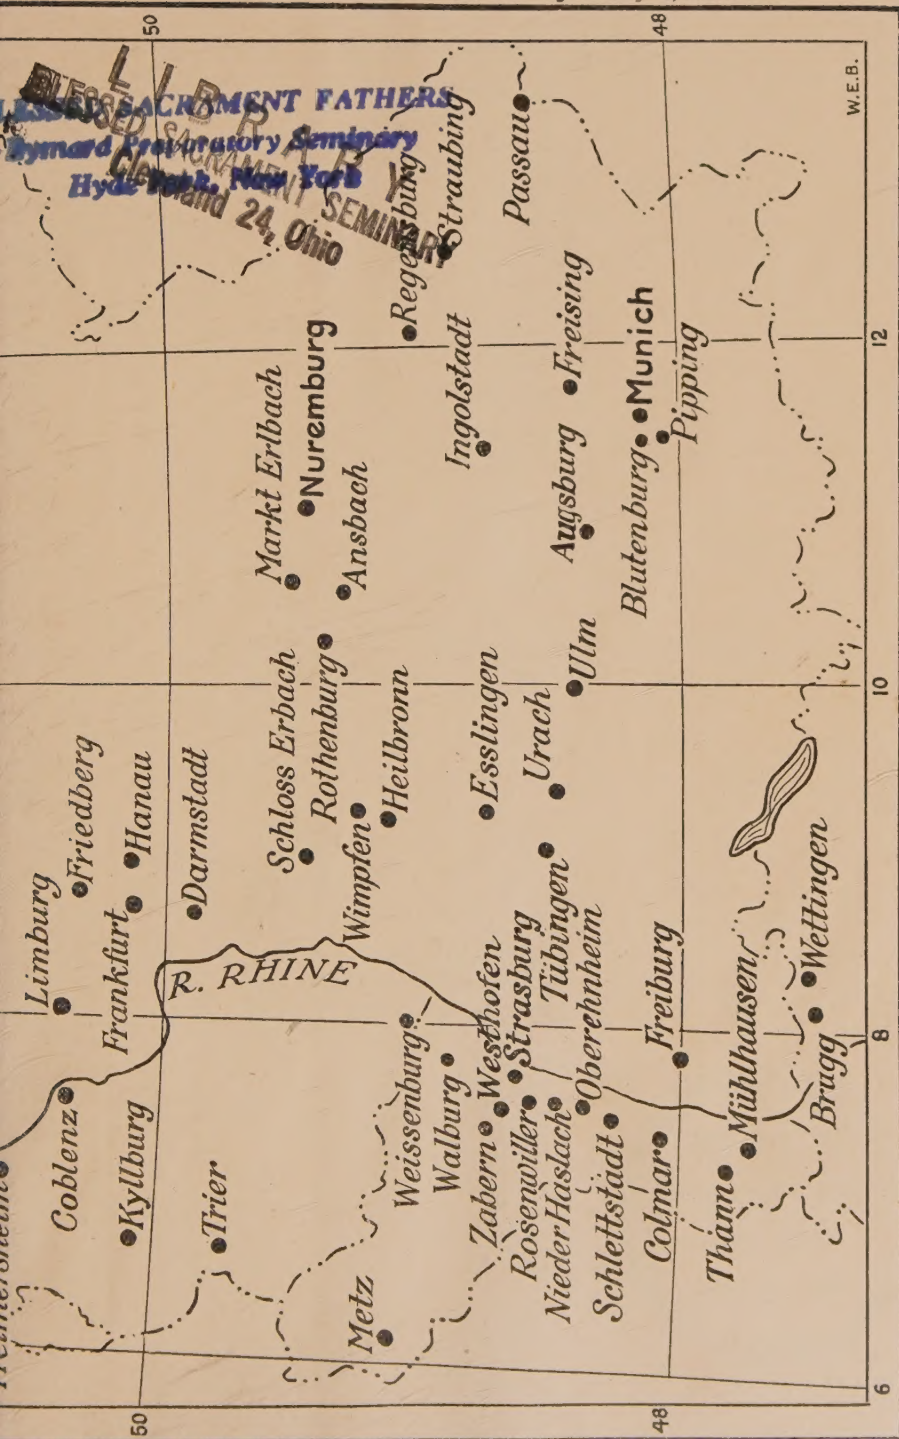 50
48
LIBRARY
BLESSED SACRAMENT SEMINARY
Cleveland 24, Ohio
BLESSED SACRAMENT FATHERS
Eymard Preparatory Seminary
Hyde Park, New York
Regensburg
Straubing
Passau
W.E.B.
12
Markt Erlbach
Nuremburg
Ansbach
Ingolstadt
Freising
Augsburg
Munich
Blutenburg
Pipping
10
Limburg
Friedberg
Frankfurt
Hanau
Darmstadt
Schloss Erbach
Rothenburg
Wimpfen
Heilbronn
Esslingen
Urach
Ulm
R. RHINE
Coblenz
Kyllburg
Trier
Metz
Weissenburg
Walburg
Zabern
Westhofen
Strasburg
Tübingen
Oberehnheim
Rosenwiller
Nieder Haslach
Schlettstadt
Colmar
Freiburg
Thann
Mühlhausen
Brugg
Wettingen
8
50
48
6